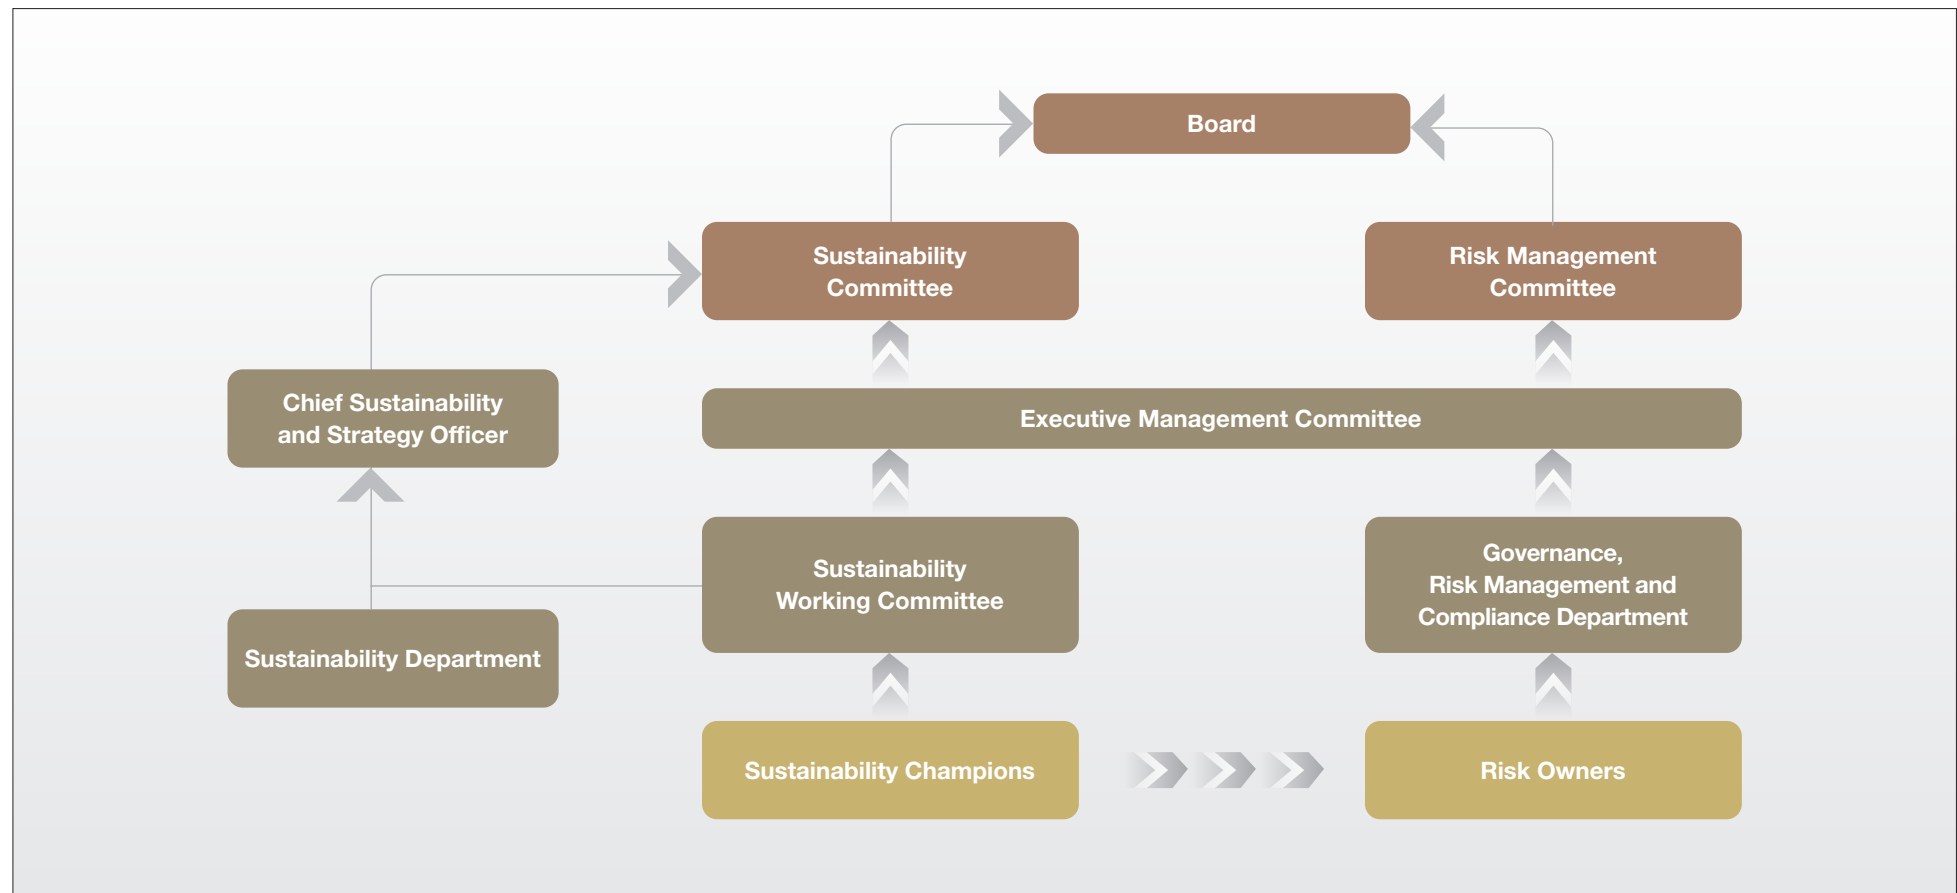 Board
Sustainability
Committee
Risk Management
Committee
Chief Sustainability
and Strategy Officer
Executive Management Committee
Sustainability
Working Committee
Governance,
Risk Management and
Compliance Department
Sustainability Department
Sustainability Champions
Risk Owners